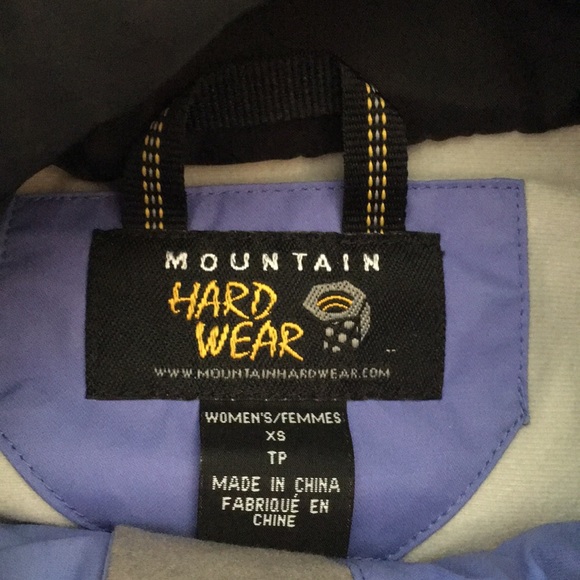 MOUNTAIN
HARD
WEAR
WWW.MOUNTAINHARDWEAR.COM
WOMEN'S/FEMMES
XS
TP
MADE IN CHINA
FABRIQUÉ EN
CHINE